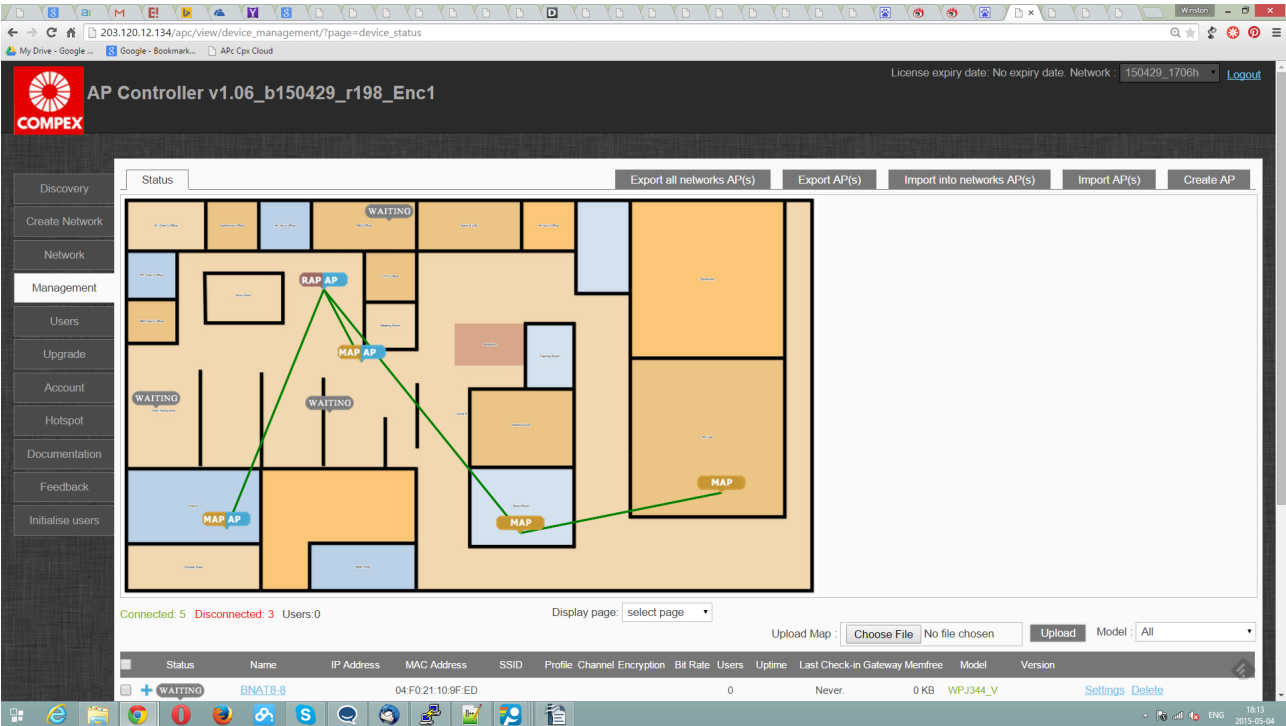 Winston
203.120.12.134/apc/view/device_management/?page=device_status
My Drive - Google ... Google - Bookmark... APc Cpx Cloud
License expiry date: No expiry date. Network : 150429_1706h Logout
COMPEX
AP Controller v1.06_b150429_r198_Enc1
Status Export all networks AP(s) Export AP(s) Import into networks AP(s) Import AP(s) Create AP
Discovery
Create Network
Network
Management
Users
Upgrade
Account
Hotspot
Documentation
Feedback
Initialise users
WAITING
RAP AP
MAP AP
WAITING
WAITING
MAP
MAP AP
MAP
Connected: 5 Disconnected: 3 Users:0 Display page: select page
Upload Map : Choose File No file chosen Upload Model : All
Status Name IP Address MAC Address SSID Profile Channel Encryption Bit Rate Users Uptime Last Check-in Gateway Memfree Model Version
WAITING BNAT8-8 04:F0:21:10:9F:ED 0 Never. 0 KB WPJ344_V Settings Delete
ENG 18:13
2015-05-04